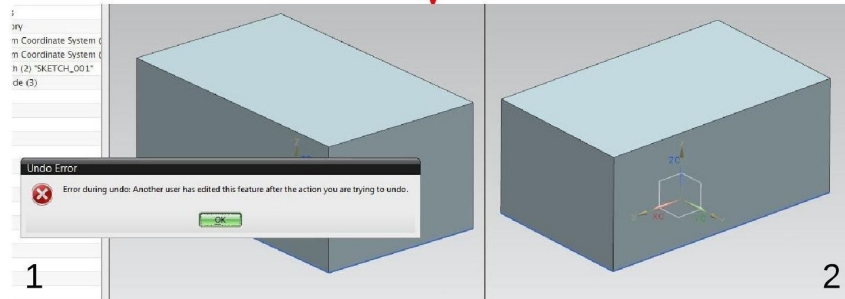 s
ory
m Coordinate System (
m Coordinate System (
h (2) "SKETCH_001"
de (3)
Undo Error
Error during undo: Another user has edited this feature after the action you are trying to undo.
OK
ZC
XC
1
2